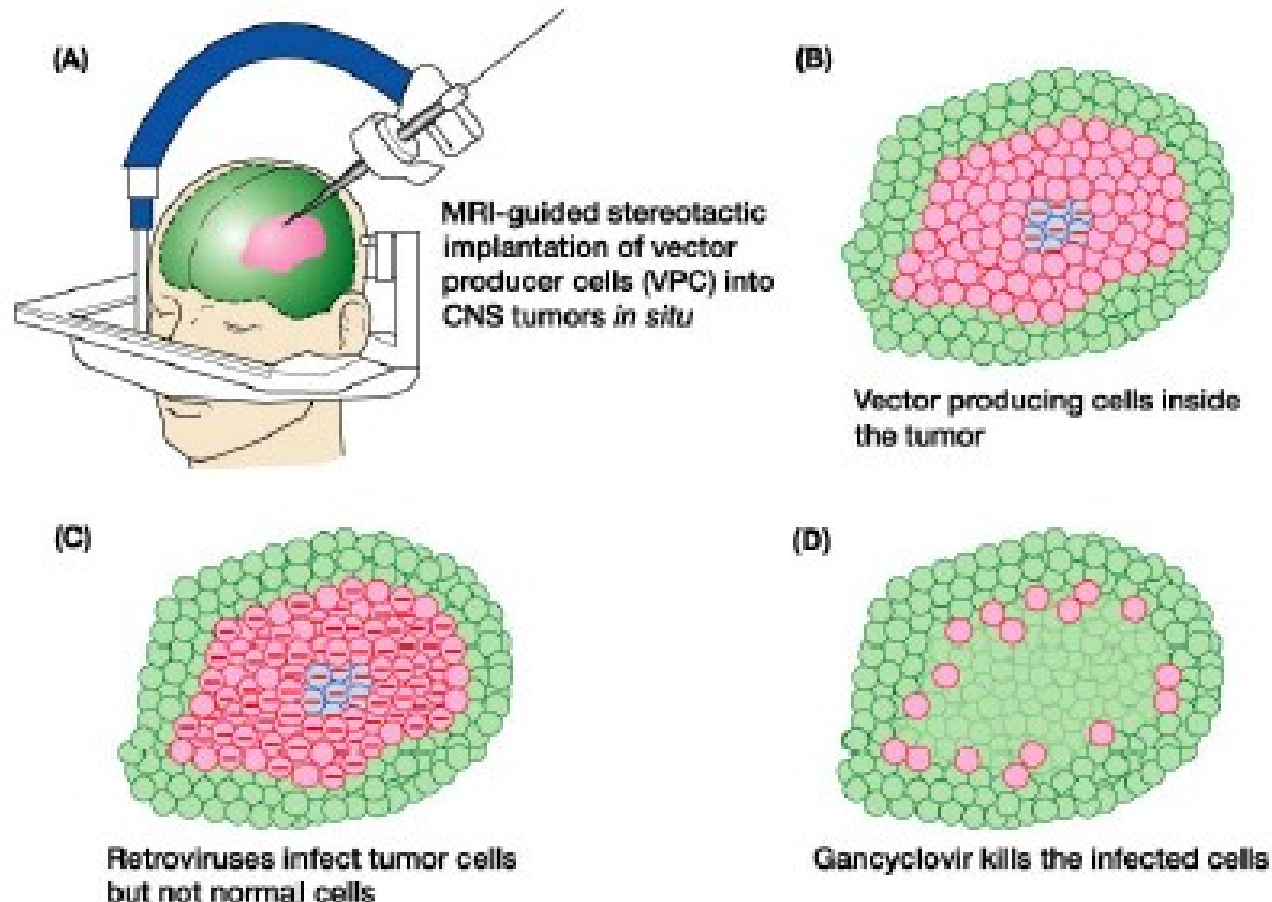 (A)
MRI-guided stereotactic
implantation of vector
producer cells (VPC) into
CNS tumors in situ
(B)
Vector producing cells inside
the tumor
(C)
Retroviruses infect tumor cells
but not normal cells
(D)
Gancyclovir kills the infected cells